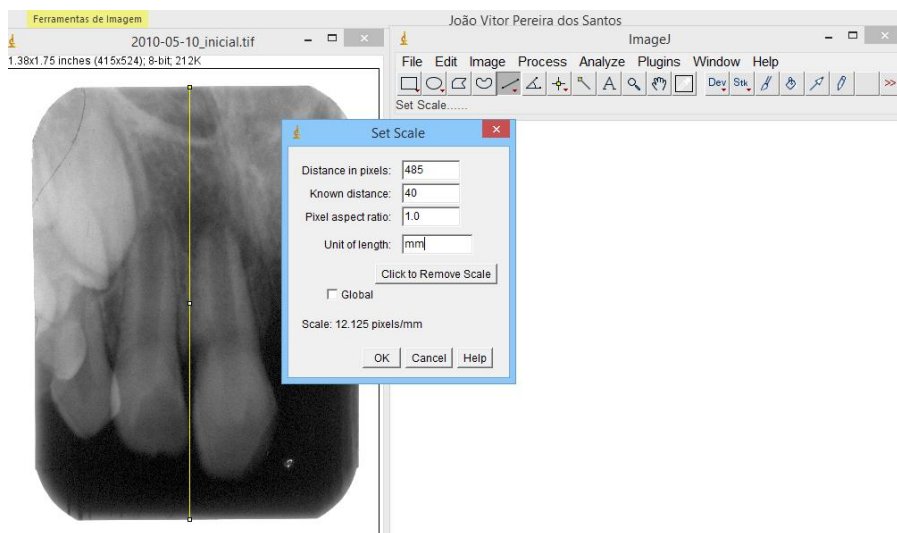 Ferramentas de Imagem
João Vitor Pereira dos Santos
2010-05-10_inicial.tif
1.38x1.75 inches (415x524); 8-bit; 212K
ImageJ
File Edit Image Process Analyze Plugins Window Help
A Dev Stk >>
Set Scale......
Set Scale
Distance in pixels: 485
Known distance: 40
Pixel aspect ratio: 1.0
Unit of length: mm
Click to Remove Scale
Global
Scale: 12.125 pixels/mm
OK Cancel Help